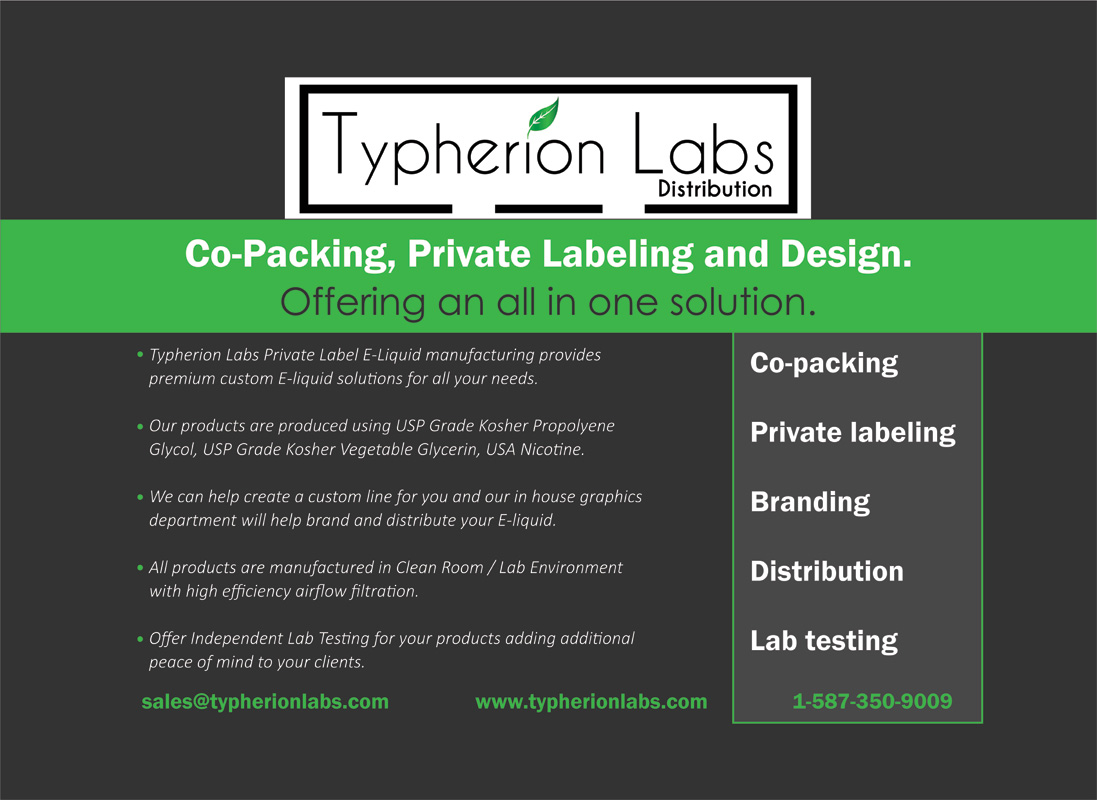 Typherion Labs
Distribution
Co-Packing, Private Labeling and Design.
Offering an all in one solution.
• Typherion Labs Private Label E-Liquid manufacturing provides
premium custom E-liquid solutions for all your needs.
• Our products are produced using USP Grade Kosher Propolyene
Glycol, USP Grade Kosher Vegetable Glycerin, USA Nicotine.
• We can help create a custom line for you and our in house graphics
department will help brand and distribute your E-liquid.
• All products are manufactured in Clean Room / Lab Environment
with high efficiency airflow filtration.
• Offer Independent Lab Testing for your products adding additional
peace of mind to your clients.
Co-packing
Private labeling
Branding
Distribution
Lab testing
sales@typherionlabs.com www.typherionlabs.com 1-587-350-9009